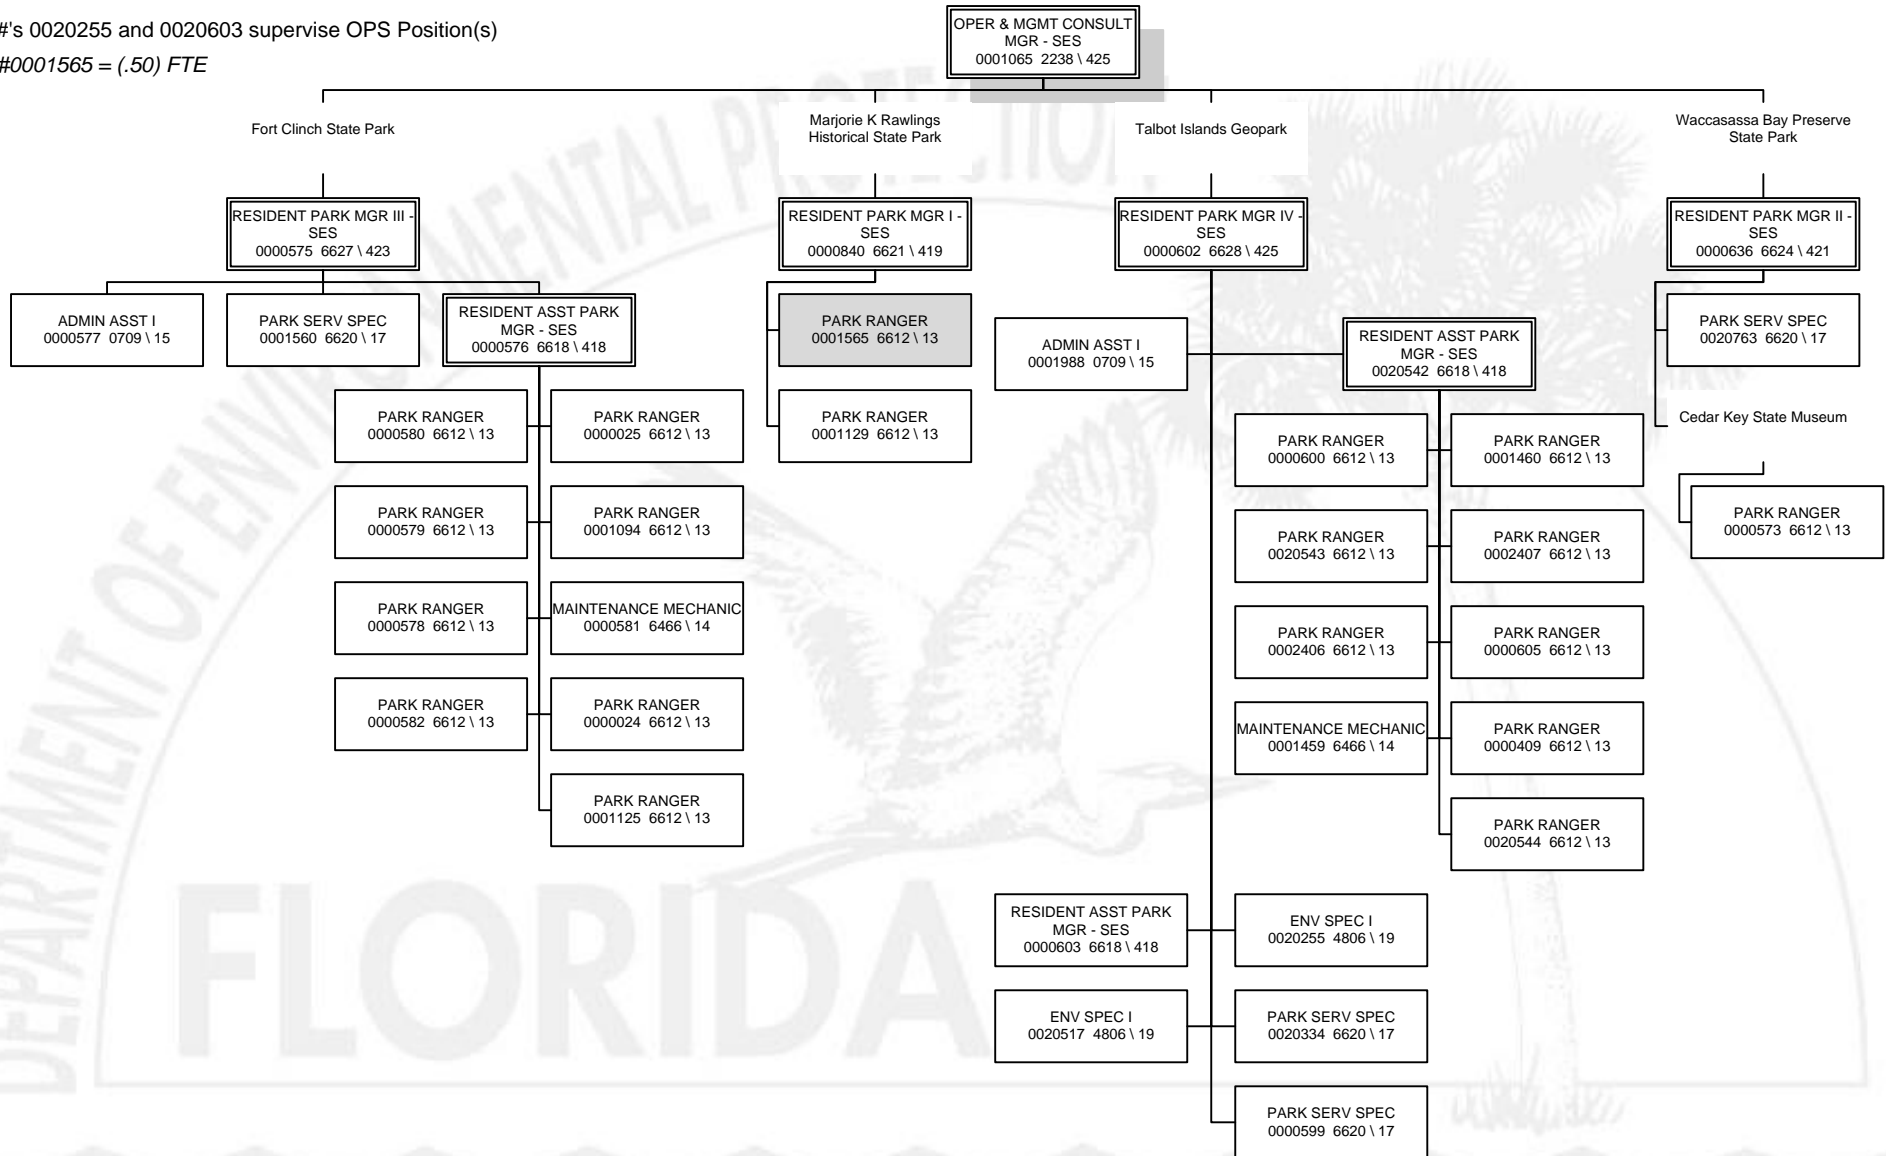 #'s 0020255 and 0020603 supervise OPS Position(s)
#0001565 = (.50) FTE
OPER & MGMT CONSULT
MGR - SES
0001065 2238 \ 425
Fort Clinch State Park
RESIDENT PARK MGR III -
SES
0000575 6627 \ 423
ADMIN ASST I
0000577 0709 \ 15
PARK SERV SPEC
0001560 6620 \ 17
RESIDENT ASST PARK
MGR - SES
0000576 6618 \ 418
PARK RANGER
0000580 6612 \ 13
PARK RANGER
0000025 6612 \ 13
PARK RANGER
0000579 6612 \ 13
PARK RANGER
0001094 6612 \ 13
PARK RANGER
0000578 6612 \ 13
MAINTENANCE MECHANIC
0000581 6466 \ 14
PARK RANGER
0000582 6612 \ 13
PARK RANGER
0000024 6612 \ 13
PARK RANGER
0001125 6612 \ 13
Marjorie K Rawlings
Historical State Park
RESIDENT PARK MGR I -
SES
0000840 6621 \ 419
PARK RANGER
0001565 6612 \ 13
PARK RANGER
0001129 6612 \ 13
Talbot Islands Geopark
RESIDENT PARK MGR IV -
SES
0000602 6628 \ 425
ADMIN ASST I
0001988 0709 \ 15
RESIDENT ASST PARK
MGR - SES
0020542 6618 \ 418
PARK RANGER
0000600 6612 \ 13
PARK RANGER
0001460 6612 \ 13
PARK RANGER
0020543 6612 \ 13
PARK RANGER
0002407 6612 \ 13
PARK RANGER
0002406 6612 \ 13
PARK RANGER
0000605 6612 \ 13
MAINTENANCE MECHANIC
0001459 6466 \ 14
PARK RANGER
0000409 6612 \ 13
PARK RANGER
0020544 6612 \ 13
RESIDENT ASST PARK
MGR - SES
0000603 6618 \ 418
ENV SPEC I
0020255 4806 \ 19
ENV SPEC I
0020517 4806 \ 19
PARK SERV SPEC
0020334 6620 \ 17
PARK SERV SPEC
0000599 6620 \ 17
Waccasassa Bay Preserve
State Park
RESIDENT PARK MGR II -
SES
0000636 6624 \ 421
PARK SERV SPEC
0020763 6620 \ 17
Cedar Key State Museum
PARK RANGER
0000573 6612 \ 13
DEPARTMENT OF ENVIRONMENTAL PROTECTION
FLORIDA